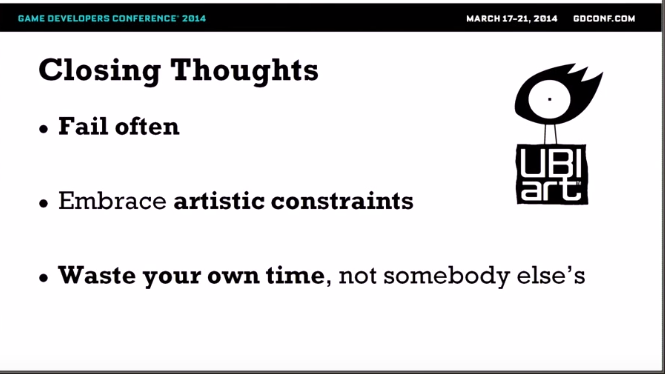 GAME DEVELOPERS CONFERENCE® 2014
MARCH 17-21, 2014 GDCONF.COM
Closing Thoughts
• Fail often
• Embrace artistic constraints
• Waste your own time, not somebody else's
UBI
art